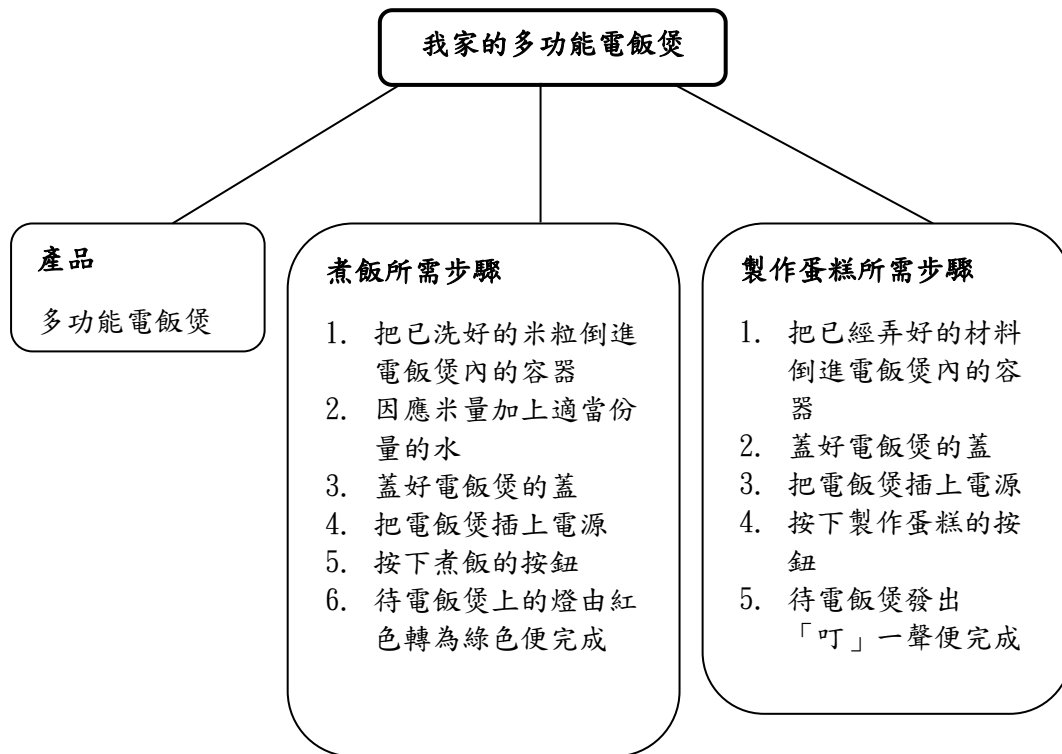 我家的多功能電飯煲
產品
多功能電飯煲
煮飯所需步驟
1. 把已洗好的米粒倒進
電飯煲內的容器
2. 因應米量加上適當份
量的水
3. 蓋好電飯煲的蓋
4. 把電飯煲插上電源
5. 按下煮飯的按鈕
6. 待電飯煲上的燈由紅
色轉為綠色便完成
製作蛋糕所需步驟
1. 把已經弄好的材料
倒進電飯煲內的容
器
2. 蓋好電飯煲的蓋
3. 把電飯煲插上電源
4. 按下製作蛋糕的按
鈕
5. 待電飯煲發出
「叮」一聲便完成